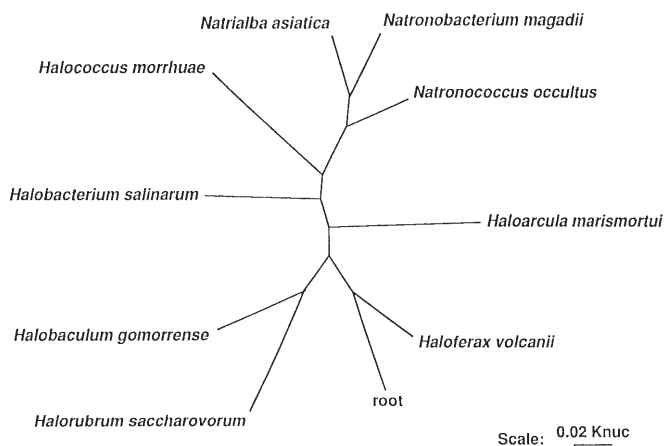 Natrialba asiatica
Natronobacterium magadii
Halococcus morrhuae
Natronococcus occultus
Halobacterium salinarum
Haloarcula marismortui
Halobaculum gomorrense
Haloferax volcanii
root
Halorubrum saccharovorum
Scale: 0.02 Knuc